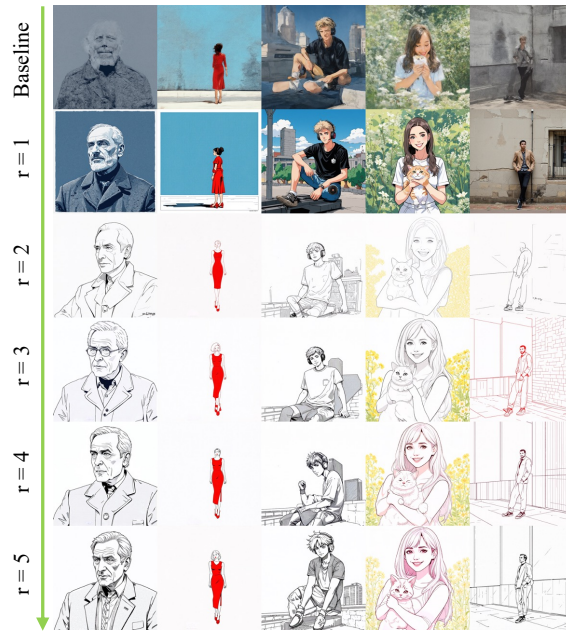 Baseline
r = 1
r = 2
r = 3
r = 4
r = 5